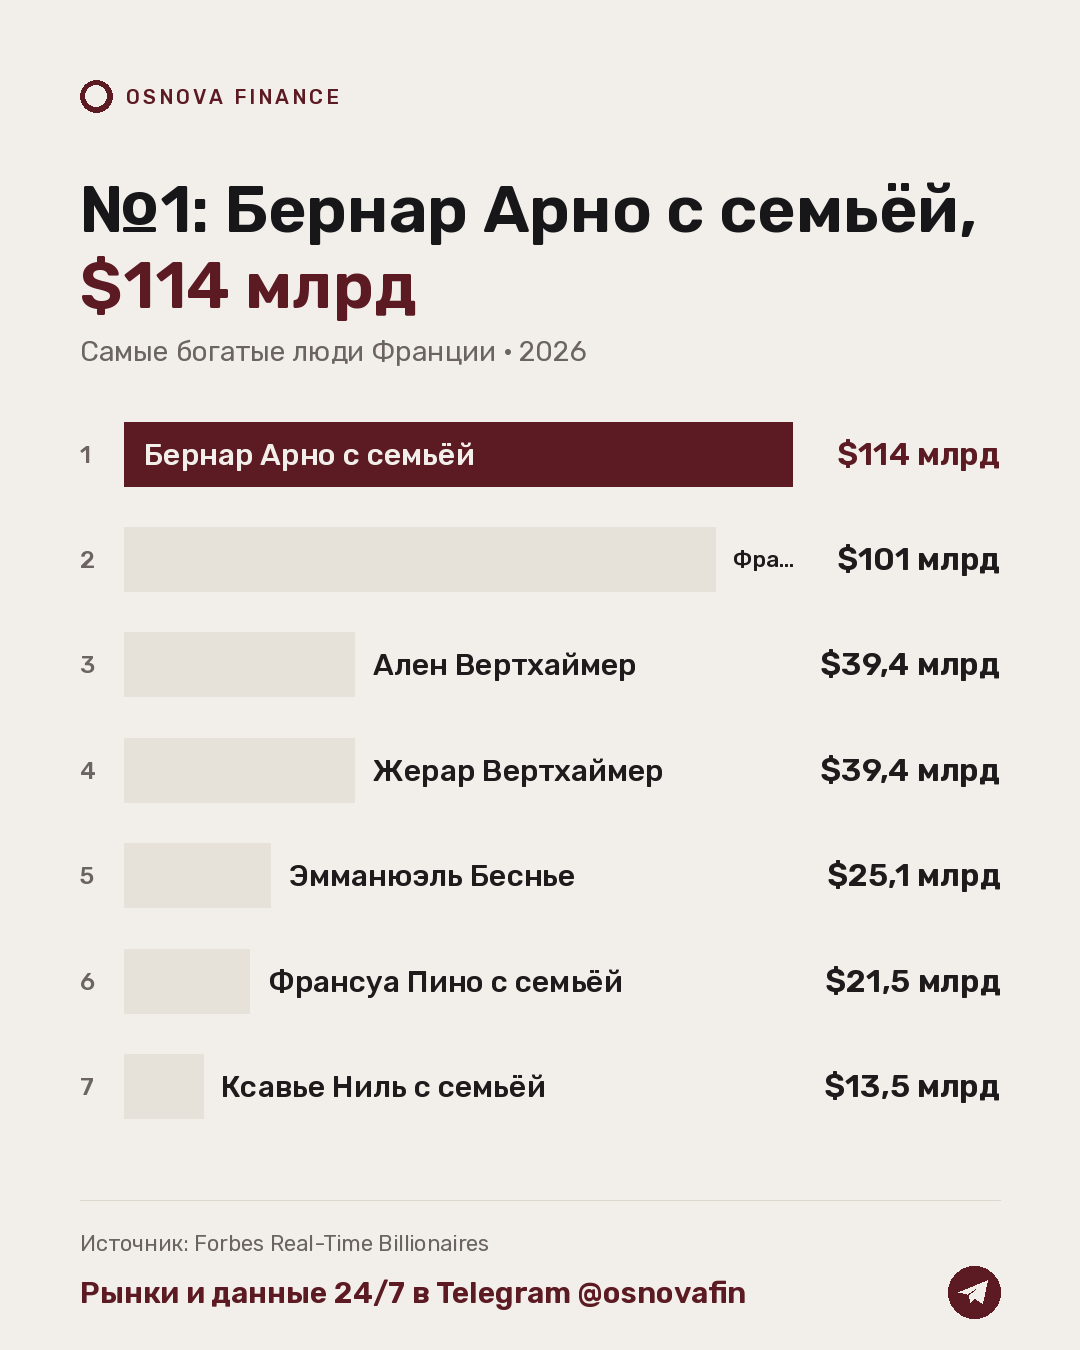 OSNOVA FINANCE
№1: Бернар Арно с семьёй,
$114 млрд
Самые богатые люди Франции • 2026
1 Бернар Арно с семьёй $114 млрд
2 Фра... $101 млрд
3 Ален Вертхаймер $39,4 млрд
4 Жерар Вертхаймер $39,4 млрд
5 Эмманюэль Беснье $25,1 млрд
6 Франсуа Пино с семьёй $21,5 млрд
7 Ксавье Ниль с семьёй $13,5 млрд
Источник: Forbes Real-Time Billionaires
Рынки и данные 24/7 в Telegram @osnovafin